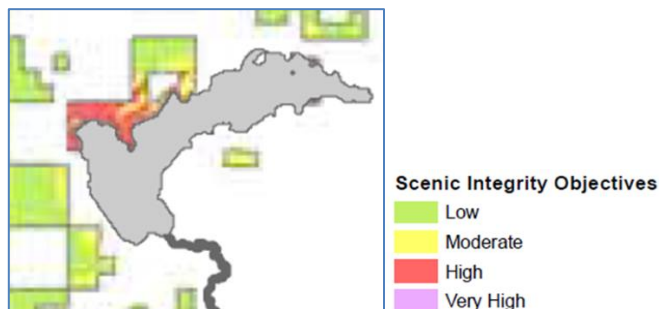 Scenic Integrity Objectives
Low
Moderate
High
Very High